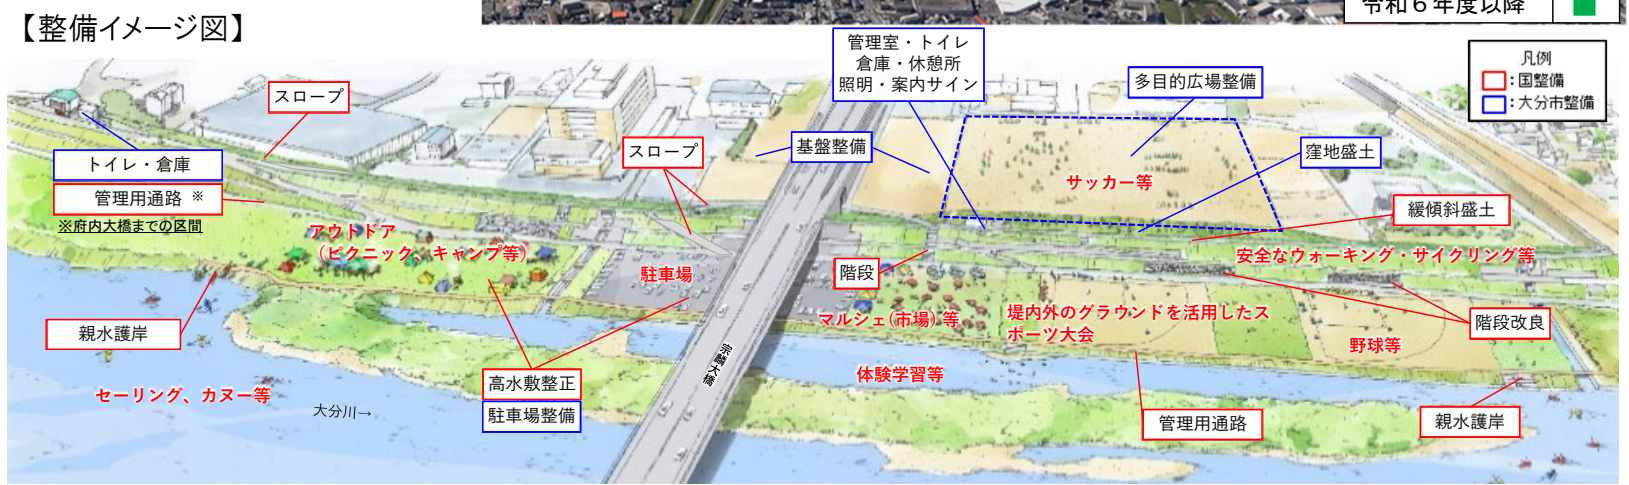 令和6年度以降
【整備イメージ図】
凡例
：国整備
：大分市整備
管理室・トイレ
倉庫・休憩所
照明・案内サイン
多目的広場整備
スロープ
スロープ
基盤整備
窪地盛土
トイレ・倉庫
管理用通路 ※
※府内大橋までの区間
サッカー等
緩傾斜盛土
アウトドア
（ピクニック、キャンプ等）
安全なウォーキング・サイクリング等
駐車場
階段
親水護岸
マルシェ(市場)等
堤内外のグラウンドを活用したス
ポーツ大会
階段改良
野球等
宗麟大橋
体験学習等
高水敷整正
駐車場整備
セーリング、カヌー等
大分川→
管理用通路
親水護岸